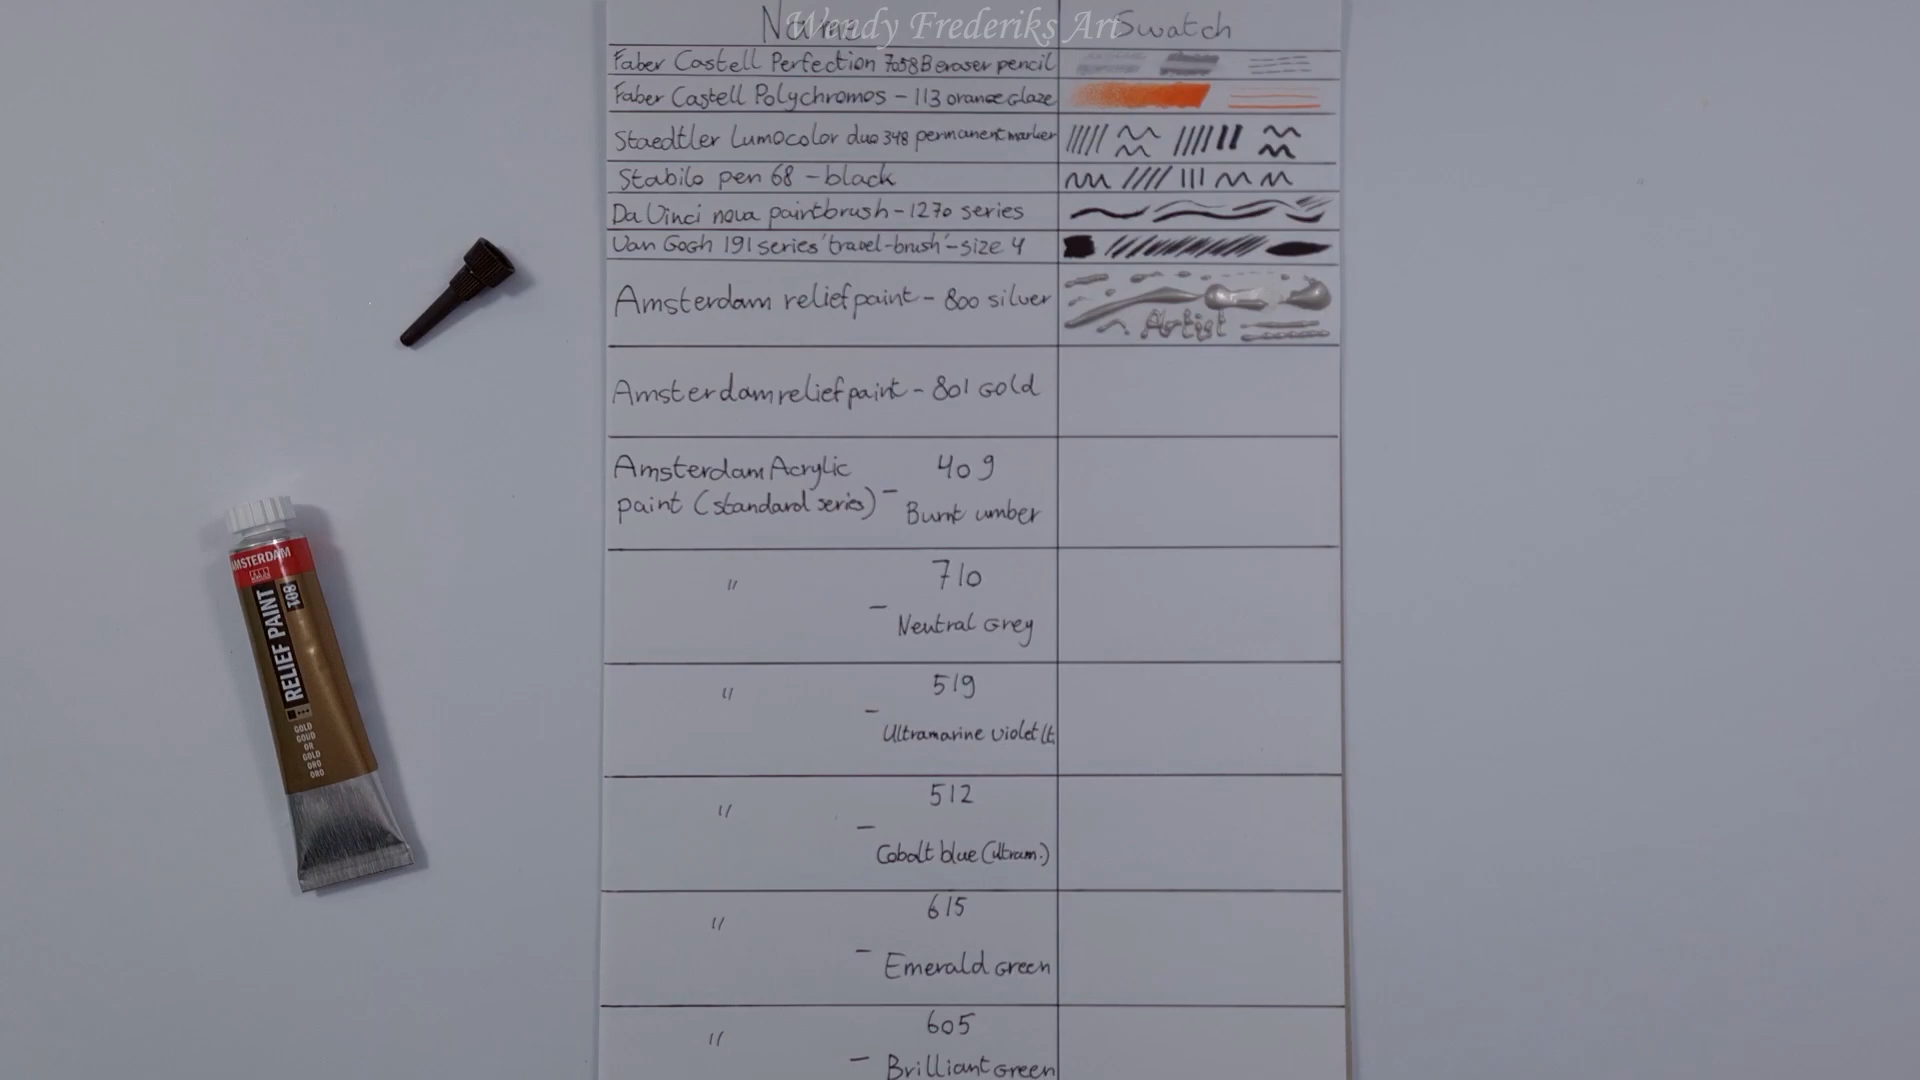 Wendy Frederiks Art
Name
Swatch
Faber Castell Perfection 7058B eraser pencil
Faber Castell Polychromos - 113 orange glaze
Staedtler Lumocolor duo 348 permanent marker
Stabilo pen 68 - black
Da Vinci nova paintbrush - 1270 series
Van Gogh 191 series 'travel-brush' - size 4
Amsterdam relief paint - 800 silver
Artist
Amsterdam relief paint - 801 Gold
Amsterdam Acrylic
paint (standard series) -
409
Burnt umber
" - 710
Neutral Grey
" - 519
Ultramarine violet lt.
" - 512
Cobalt blue (ultram.)
" - 615
Emerald Green
" - 605
Brilliant Green
AMSTERDAM
RELIEF PAINT
801
GOLD
GOUD
OR
GOLD
ORO
ORO